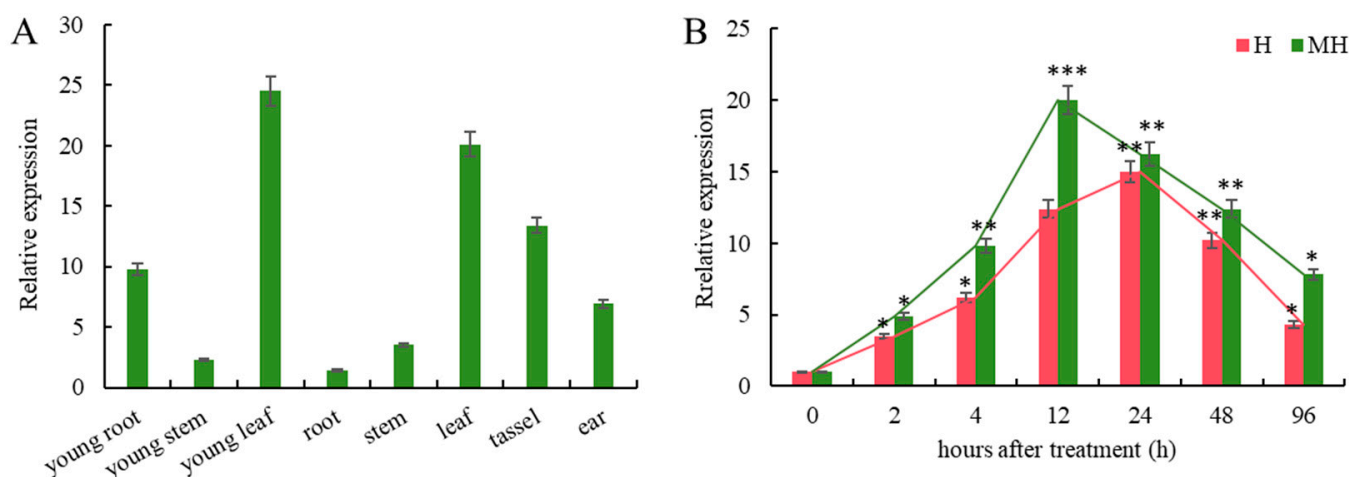 A
30
25
20
15
10
5
0
Relative expression
young root
young stem
young leaf
root
stem
leaf
tassel
ear
B
25
20
15
10
5
0
Rrelative expression
H MH
*
*
*
**
***
**
**
**
**
*
*
0 2 4 12 24 48 96
hours after treatment (h)